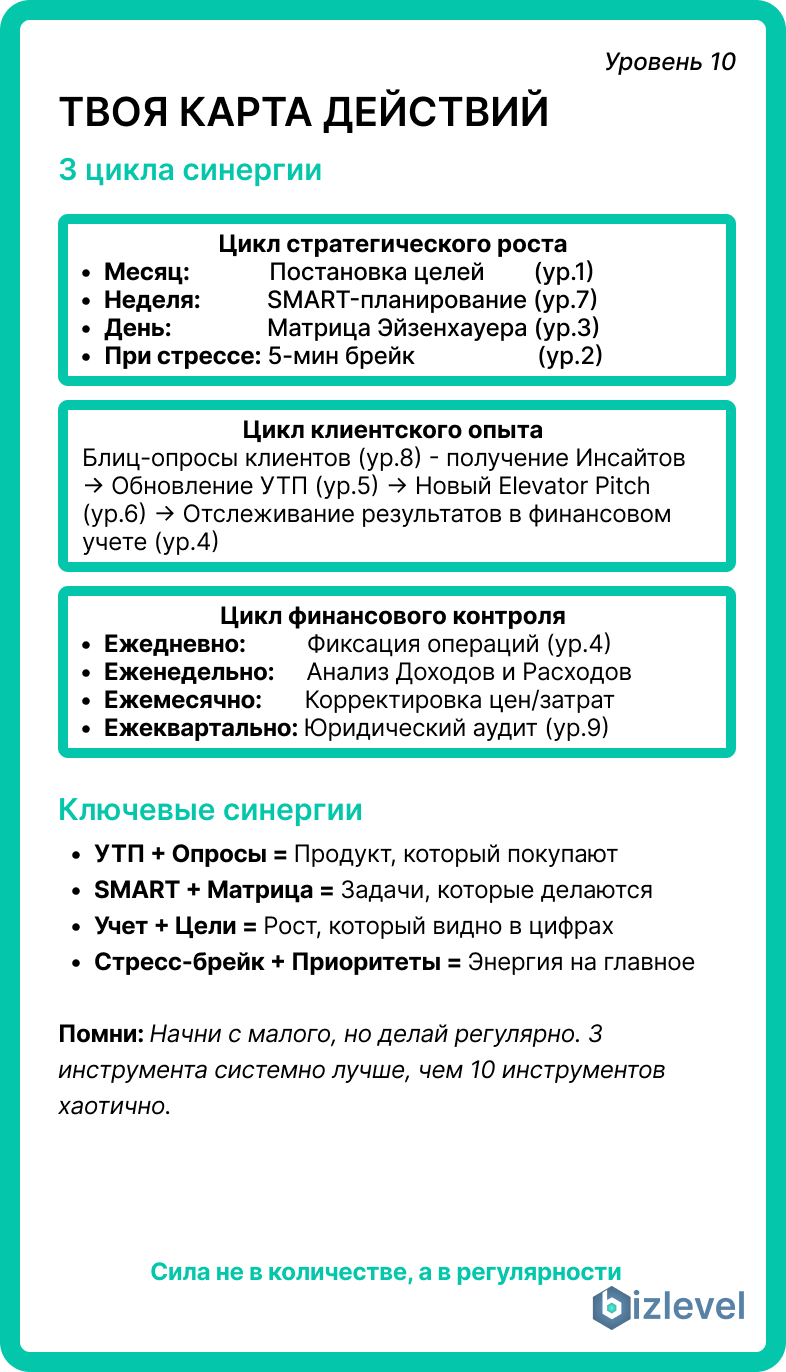 Уровень 10
ТВОЯ КАРТА ДЕЙСТВИЙ
3 цикла синергии
Цикл стратегического роста
• Месяц: Постановка целей (ур.1)
• Неделя: SMART-планирование (ур.7)
• День: Матрица Эйзенхауера (ур.3)
• При стрессе: 5-мин брейк (ур.2)
Цикл клиентского опыта
Блиц-опросы клиентов (ур.8) - получение Инсайтов
→ Обновление УТП (ур.5) → Новый Elevator Pitch
(ур.6) → Отслеживание результатов в финансовом
учете (ур.4)
Цикл финансового контроля
• Ежедневно: Фиксация операций (ур.4)
• Еженедельно: Анализ Доходов и Расходов
• Ежемесячно: Корректировка цен/затрат
• Ежеквартально: Юридический аудит (ур.9)
Ключевые синергии
• УТП + Опросы = Продукт, который покупают
• SMART + Матрица = Задачи, которые делаются
• Учет + Цели = Рост, который видно в цифрах
• Стресс-брейк + Приоритеты = Энергия на главное
Помни: Начни с малого, но делай регулярно. 3
инструмента системно лучше, чем 10 инструментов
хаотично.
Сила не в количестве, а в регулярности
bizlevel